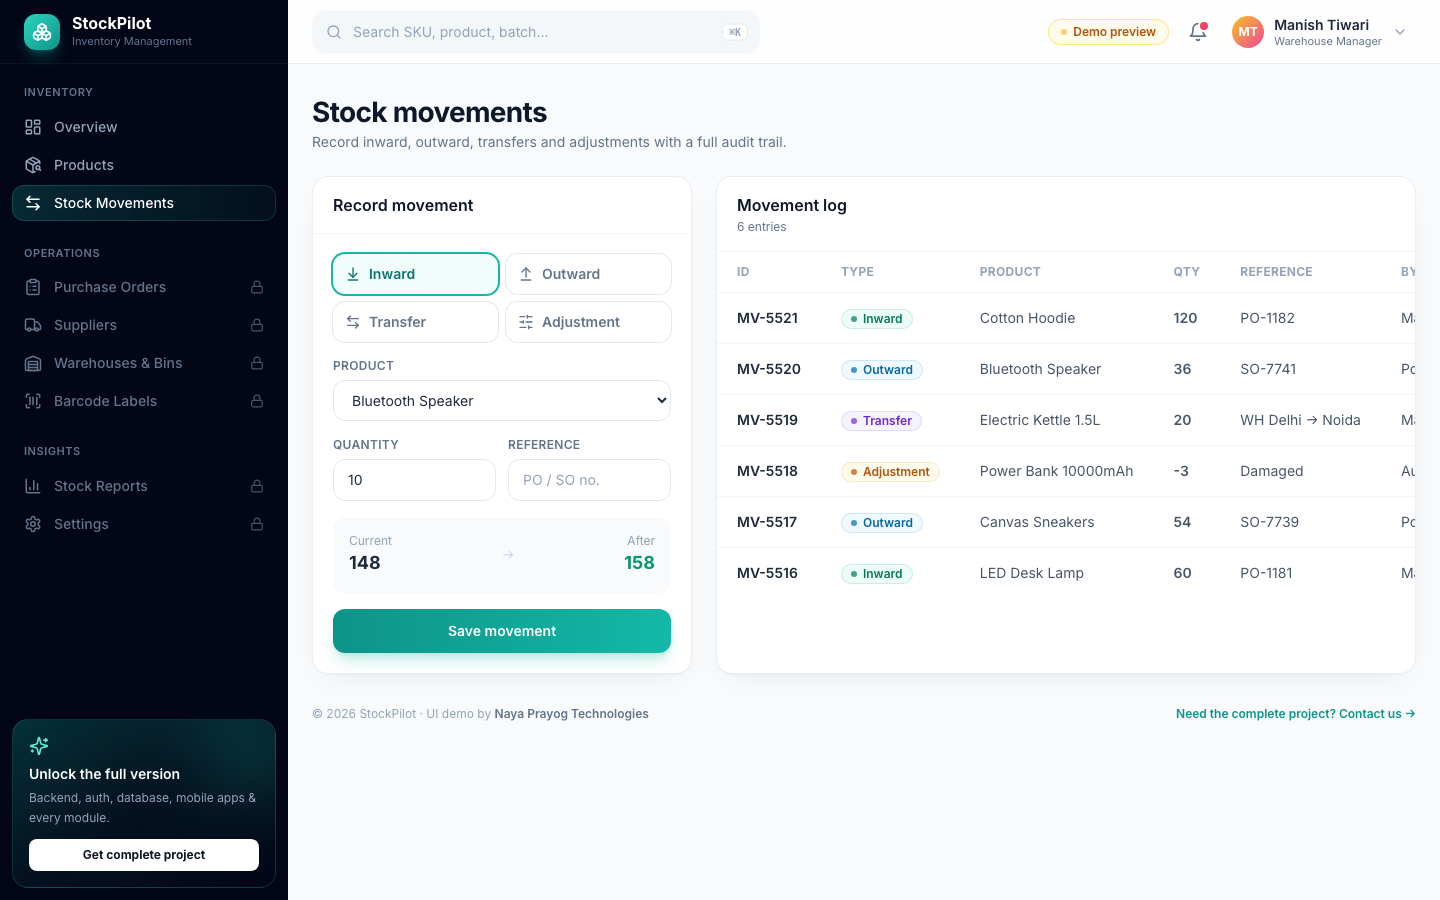 StockPilot
Inventory Management
INVENTORY
Overview
Products
Stock Movements
OPERATIONS
Purchase Orders
Suppliers
Warehouses & Bins
Barcode Labels
INSIGHTS
Stock Reports
Settings
Unlock the full version
Backend, auth, database, mobile apps &
every module.
Get complete project
Search SKU, product, batch...
⌘K
Demo preview
MT
Manish Tiwari
Warehouse Manager
Stock movements
Record inward, outward, transfers and adjustments with a full audit trail.
Record movement
Inward
Outward
Transfer
Adjustment
PRODUCT
Bluetooth Speaker
QUANTITY
REFERENCE
10
PO / SO no.
Current
After
148
→
158
Save movement
Movement log
6 entries
ID TYPE PRODUCT QTY REFERENCE BY
MV-5521 Inward Cotton Hoodie 120 PO-1182
MV-5520 Outward Bluetooth Speaker 36 SO-7741
MV-5519 Transfer Electric Kettle 1.5L 20 WH Delhi → Noida
MV-5518 Adjustment Power Bank 10000mAh -3 Damaged
MV-5517 Outward Canvas Sneakers 54 SO-7739
MV-5516 Inward LED Desk Lamp 60 PO-1181
© 2026 StockPilot · UI demo by Naya Prayog Technologies
Need the complete project? Contact us →